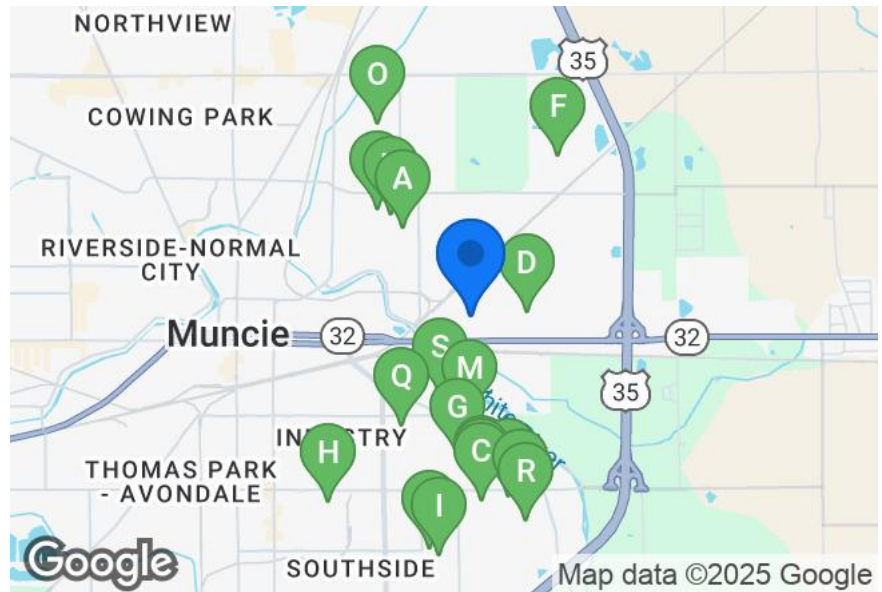 NORTHVIEW
35
O
COWING PARK
F
A
RIVERSIDE-NORMAL
CITY
D
Muncie
32
32
S
M
Q
35
G
INDUSTRY
H
C
THOMAS PARK
- AVONDALE
R
I
SOUTHSIDE
Google
Map data ©2025 Google